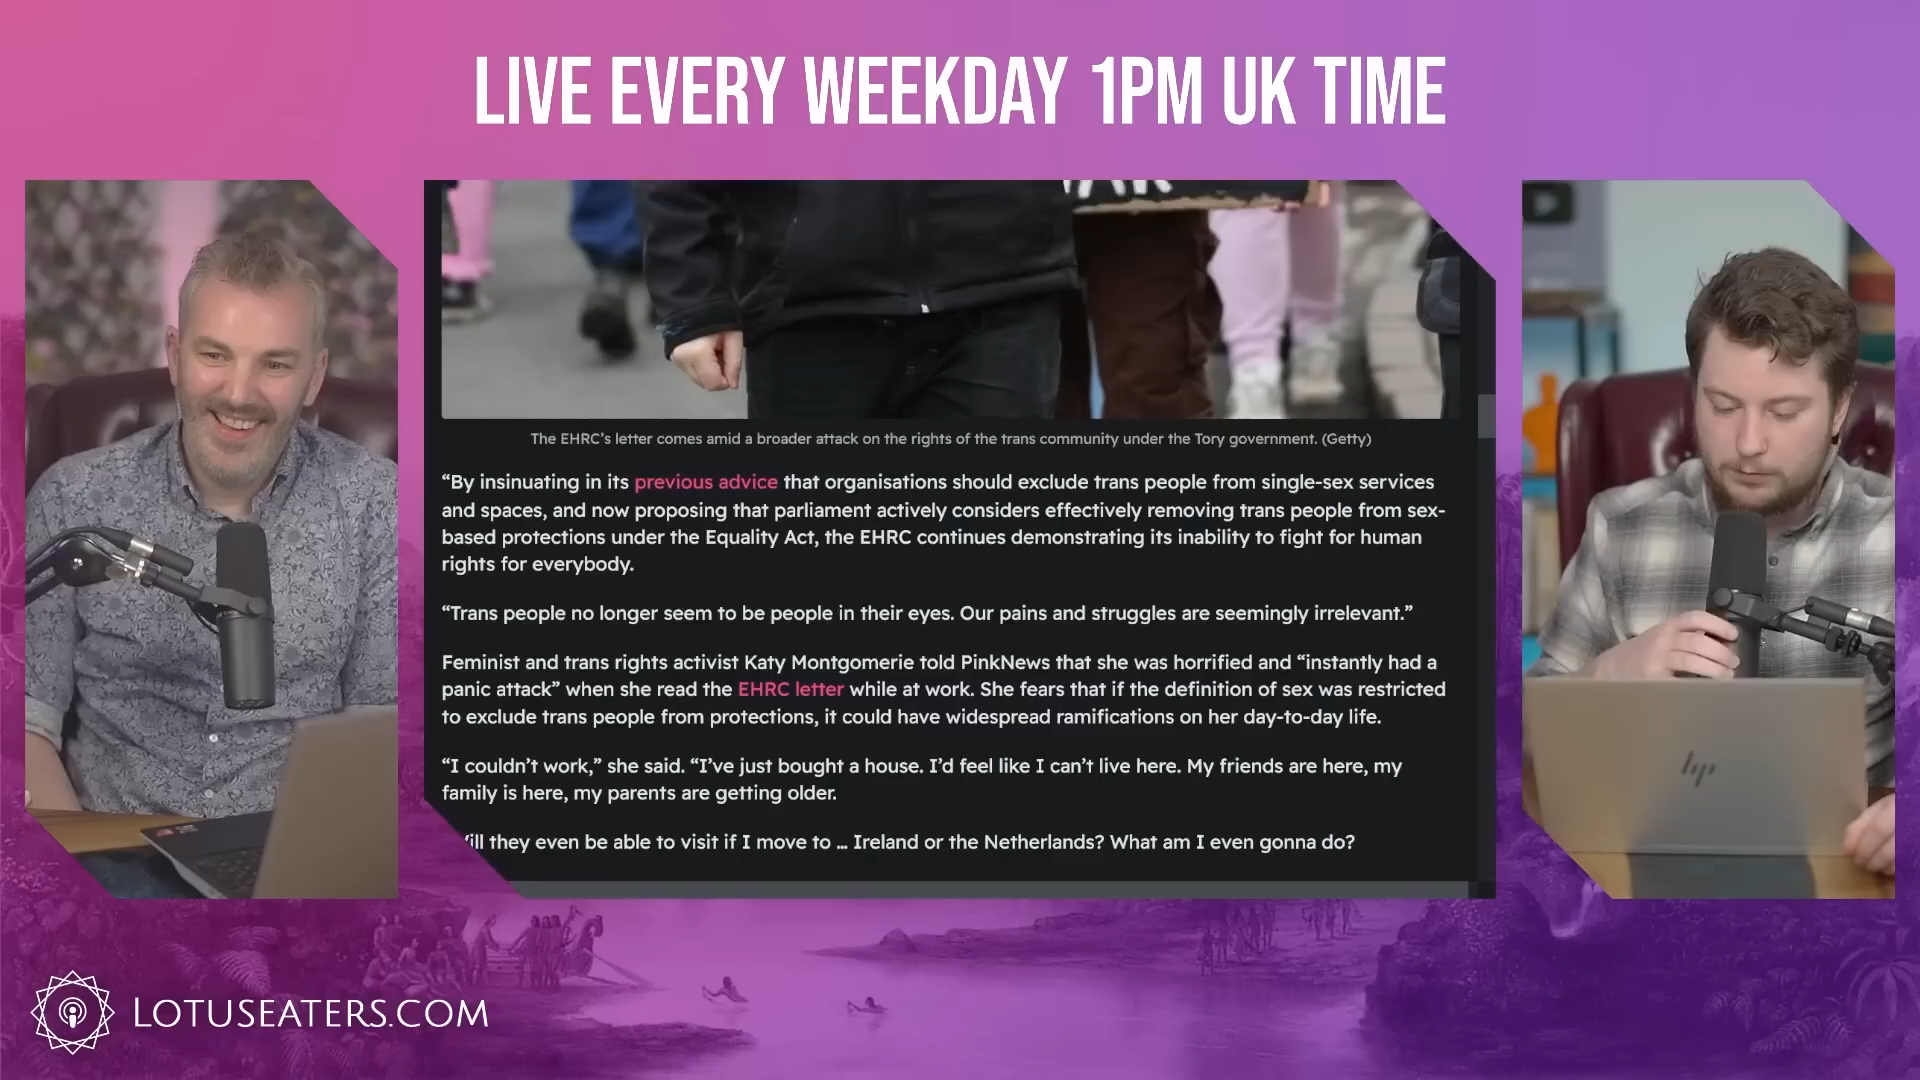 LIVE EVERY WEEKDAY 1PM UK TIME
The EHRC's letter comes amid a broader attack on the rights of the trans community under the Tory government. (Getty)
“By insinuating in its previous advice that organisations should exclude trans people from single-sex services
and spaces, and now proposing that parliament actively considers effectively removing trans people from sex-
based protections under the Equality Act, the EHRC continues demonstrating its inability to fight for human
rights for everybody.
“Trans people no longer seem to be people in their eyes. Our pains and struggles are seemingly irrelevant.”
Feminist and trans rights activist Katy Montgomerie told PinkNews that she was horrified and “instantly had a
panic attack” when she read the EHRC letter while at work. She fears that if the definition of sex was restricted
to exclude trans people from protections, it could have widespread ramifications on her day-to-day life.
“I couldn't work,” she said. “I've just bought a house. I'd feel like I can't live here. My friends are here, my
family is here, my parents are getting older.
they even be able to visit if I move to … Ireland or the Netherlands? What am I even gonna do?
hp
LOTUSEATERS.COM